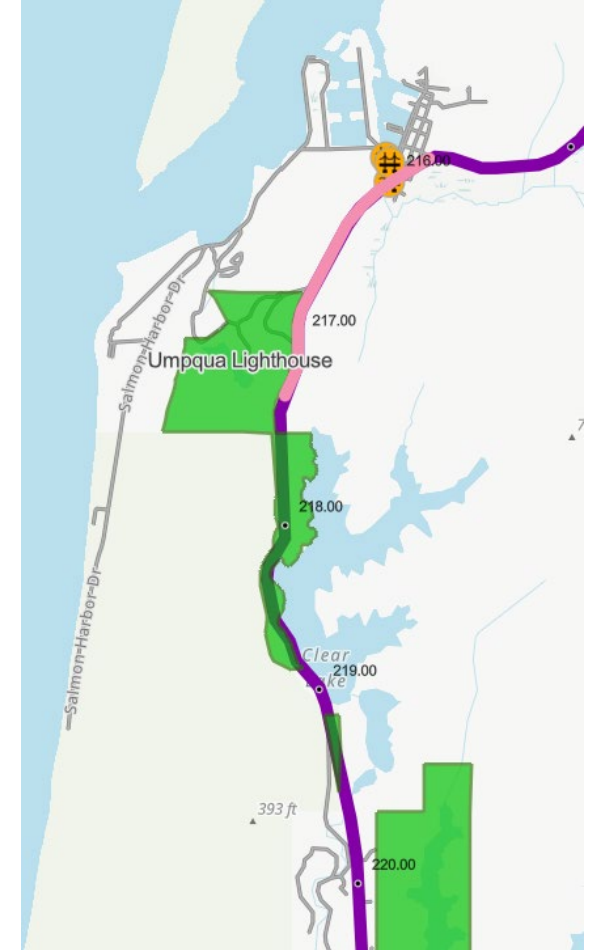 216.00
217.00
Salmon-Harbor-Dr
Umpqua Lighthouse
7
218.00
Salmon-Harbor-Dr
Clear
Lake
219.00
393 ft
220.00